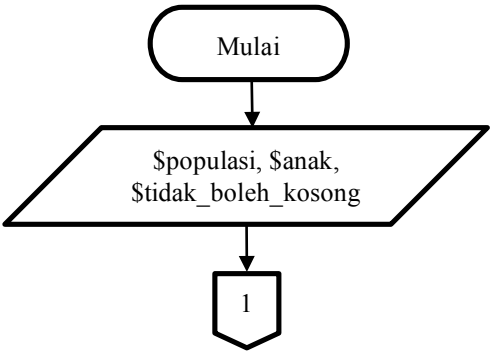 Mulai
$populasi, $anak,
$tidak_boleh_kosong
1